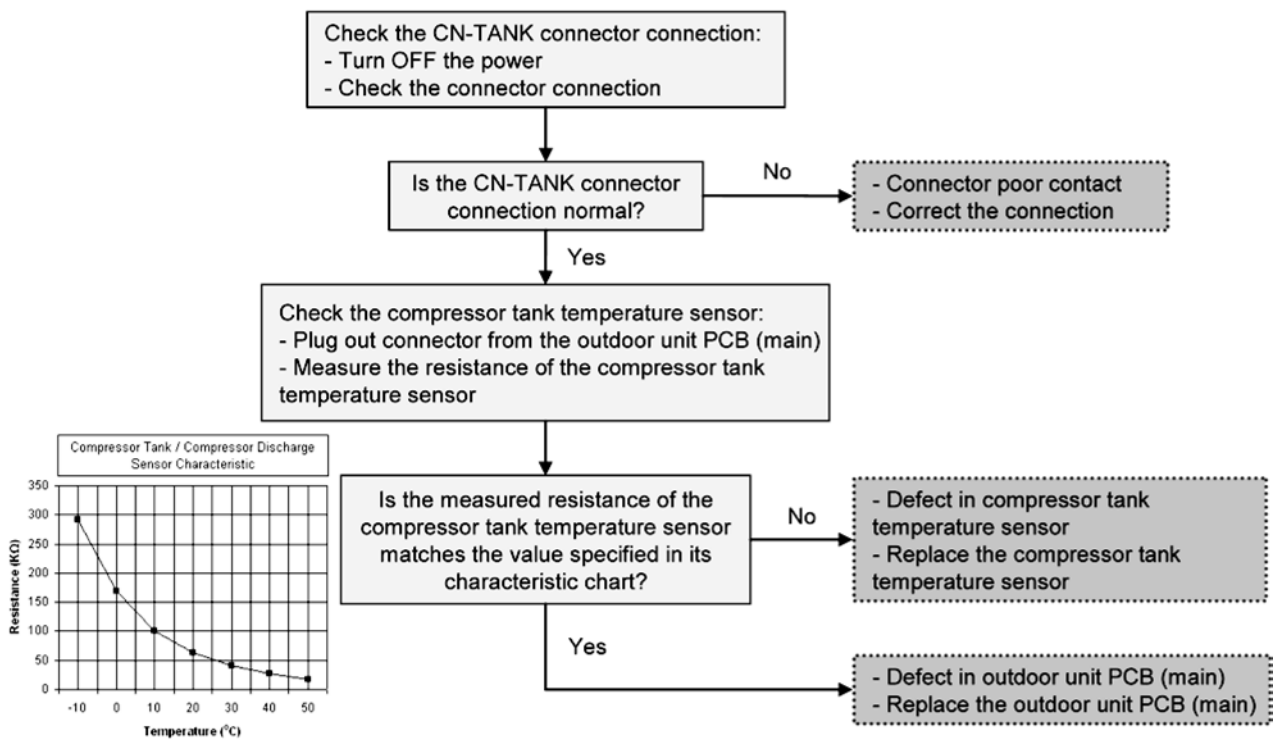 Check the CN-TANK connector connection:
- Turn OFF the power
- Check the connector connection
Is the CN-TANK connector
connection normal?
No
- Connector poor contact
- Correct the connection
Yes
Check the compressor tank temperature sensor:
- Plug out connector from the outdoor unit PCB (main)
- Measure the resistance of the compressor tank
temperature sensor
Compressor Tank / Compressor Discharge
Sensor Characteristic
Resistance (KΩ)
350
300
250
200
150
100
50
0
-10 0 10 20 30 40 50
Temperature (°C)
Is the measured resistance of the
compressor tank temperature sensor
matches the value specified in its
characteristic chart?
No
- Defect in compressor tank
temperature sensor
- Replace the compressor tank
temperature sensor
Yes
- Defect in outdoor unit PCB (main)
- Replace the outdoor unit PCB (main)